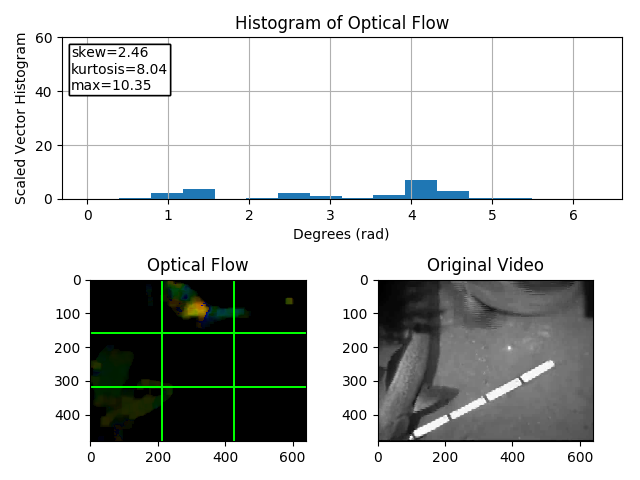 Histogram of Optical Flow
Scaled Vector Histogram
60
40
20
0
skew=2.46
kurtosis=8.04
max=10.35
0 1 2 3 4 5 6
Degrees (rad)
Optical Flow
0
100
200
300
400
0 200 400 600
Original Video
0
100
200
300
400
0 200 400 600